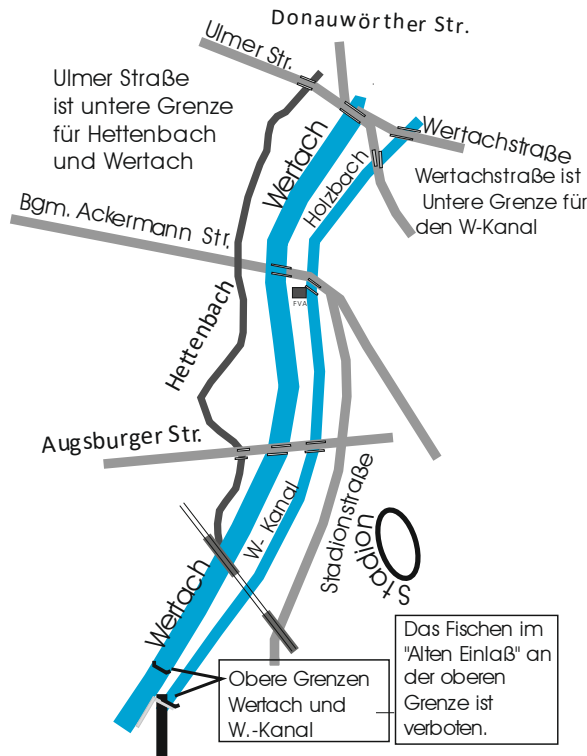 Donauwörther Str.
Ulmer Str.
Ulmer Straße
ist untere Grenze
für Hettenbach
und Wertach
Wertach
Holzbach
Wertachstraße
Wertachstraße ist
Untere Grenze für
den W-Kanal
Bgm. Ackermann Str.
FVA
Hettenbach
Augsburger Str.
W- Kanal
Stadionstraße
Stadion
Wertach
Obere Grenzen
Wertach und
W.-Kanal
Das Fischen im
"Alten Einlaß" an
der oberen
Grenze ist
verboten.